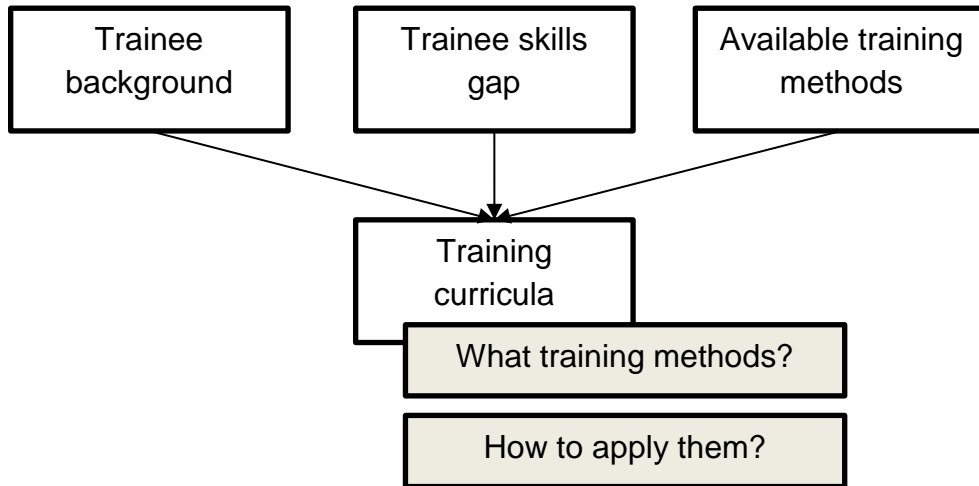 Trainee
background
Trainee skills
gap
Available training
methods
Training
curricula
What training methods?
How to apply them?